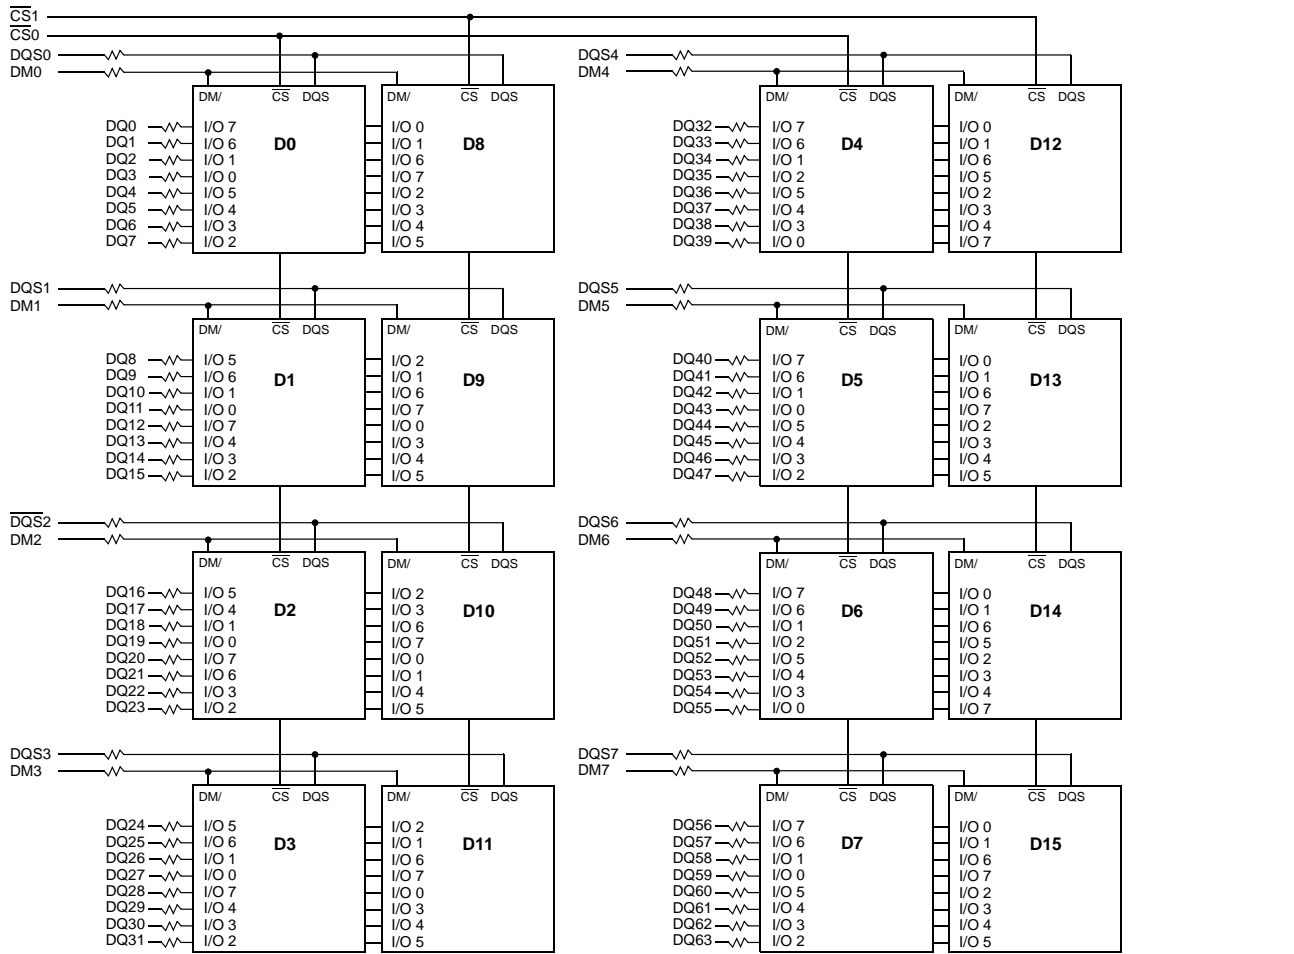 CS1
CS0
DQS0
DM0
DM/ CS DQS DM/ CS DQS
D0 D8
DQ0 I/O 7 I/O 0
DQ1 I/O 6 I/O 1
DQ2 I/O 1 I/O 6
DQ3 I/O 0 I/O 7
DQ4 I/O 5 I/O 2
DQ5 I/O 4 I/O 3
DQ6 I/O 3 I/O 4
DQ7 I/O 2 I/O 5
DQS1
DM1
DM/ CS DQS DM/ CS DQS
D1 D9
DQ8 I/O 5 I/O 2
DQ9 I/O 6 I/O 1
DQ10 I/O 1 I/O 6
DQ11 I/O 0 I/O 7
DQ12 I/O 7 I/O 0
DQ13 I/O 4 I/O 3
DQ14 I/O 3 I/O 4
DQ15 I/O 2 I/O 5
DQS2
DM2
DM/ CS DQS DM/ CS DQS
D2 D10
DQ16 I/O 5 I/O 2
DQ17 I/O 4 I/O 3
DQ18 I/O 1 I/O 6
DQ19 I/O 0 I/O 7
DQ20 I/O 7 I/O 0
DQ21 I/O 6 I/O 1
DQ22 I/O 3 I/O 4
DQ23 I/O 2 I/O 5
DQS3
DM3
DM/ CS DQS DM/ CS DQS
D3 D11
DQ24 I/O 5 I/O 2
DQ25 I/O 6 I/O 1
DQ26 I/O 1 I/O 6
DQ27 I/O 0 I/O 7
DQ28 I/O 7 I/O 0
DQ29 I/O 4 I/O 3
DQ30 I/O 3 I/O 4
DQ31 I/O 2 I/O 5
DQS4
DM4
DM/ CS DQS DM/ CS DQS
D4 D12
DQ32 I/O 7 I/O 0
DQ33 I/O 6 I/O 1
DQ34 I/O 1 I/O 6
DQ35 I/O 2 I/O 5
DQ36 I/O 5 I/O 2
DQ37 I/O 4 I/O 3
DQ38 I/O 3 I/O 4
DQ39 I/O 0 I/O 7
DQS5
DM5
DM/ CS DQS DM/ CS DQS
D5 D13
DQ40 I/O 7 I/O 0
DQ41 I/O 6 I/O 1
DQ42 I/O 1 I/O 6
DQ43 I/O 0 I/O 7
DQ44 I/O 5 I/O 2
DQ45 I/O 4 I/O 3
DQ46 I/O 3 I/O 4
DQ47 I/O 2 I/O 5
DQS6
DM6
DM/ CS DQS DM/ CS DQS
D6 D14
DQ48 I/O 7 I/O 0
DQ49 I/O 6 I/O 1
DQ50 I/O 1 I/O 6
DQ51 I/O 2 I/O 5
DQ52 I/O 5 I/O 2
DQ53 I/O 4 I/O 3
DQ54 I/O 3 I/O 4
DQ55 I/O 0 I/O 7
DQS7
DM7
DM/ CS DQS DM/ CS DQS
D7 D15
DQ56 I/O 7 I/O 0
DQ57 I/O 6 I/O 1
DQ58 I/O 1 I/O 6
DQ59 I/O 0 I/O 7
DQ60 I/O 5 I/O 2
DQ61 I/O 4 I/O 3
DQ62 I/O 3 I/O 4
DQ63 I/O 2 I/O 5